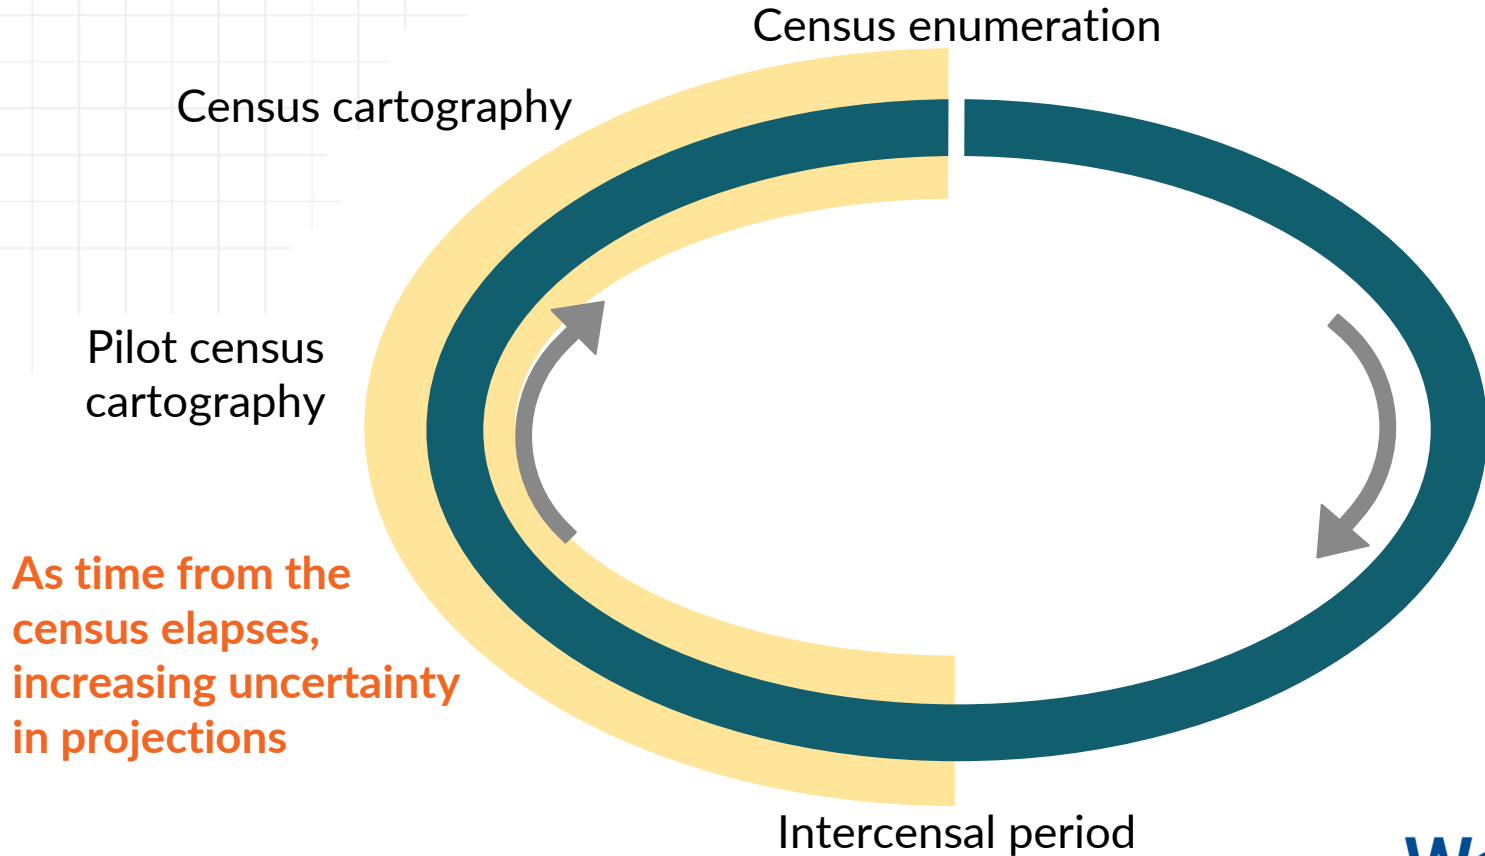 Census enumeration
Census cartography
Pilot census
cartography
As time from the
census elapses,
increasing uncertainty
in projections
Intercensal period